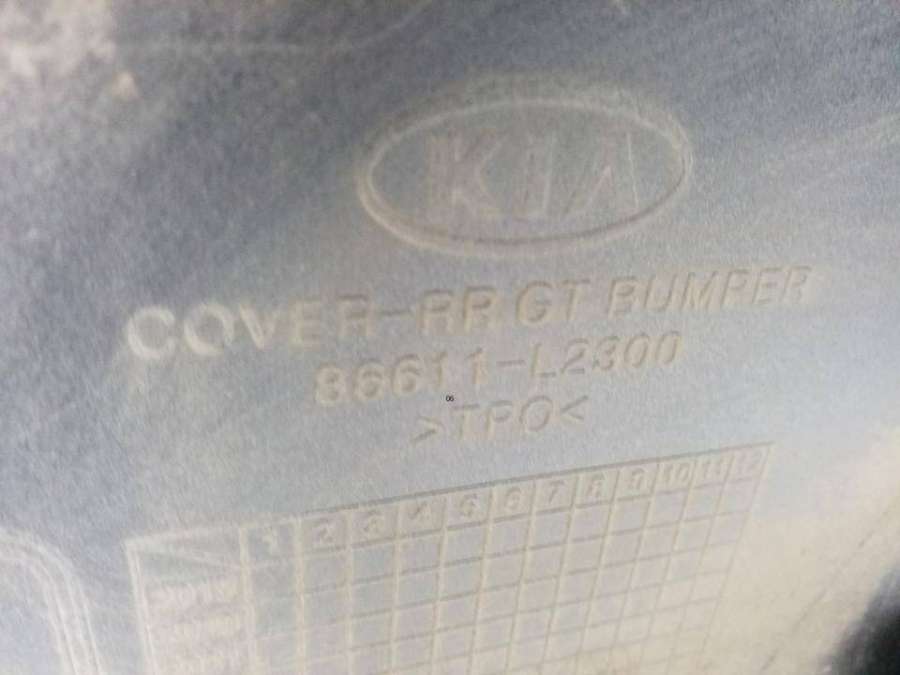 KIA
COVER-RR.GT BUMPER
86611-L2300
06
>TPO<
1 2 3 4 5 6 7 8 9 10 11 12